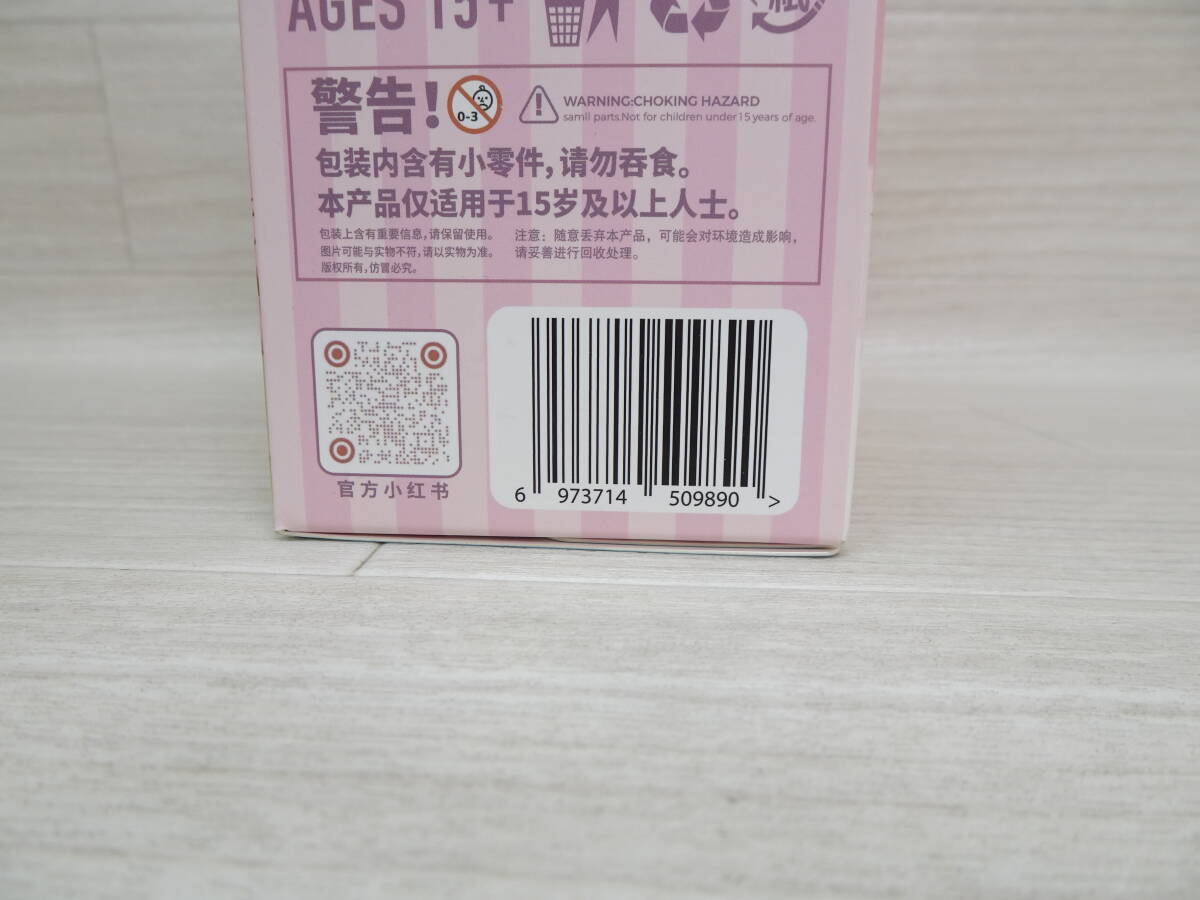 AGES 15+
紙
警告!
0-3
WARNING:CHOKING HAZARD
samll parts.Not for children under 15 years of age.
包装内含有小零件,请勿吞食。
本产品仅适用于15岁及以上人士。
包装上含有重要信息,请保留使用。
图片可能与实物不符,请以实物为准。
版权所有,仿冒必究。
注意:随意丢弃本产品,可能会对环境造成影响,
请妥善进行回收处理。
官方小红书
6 973714 509890 >